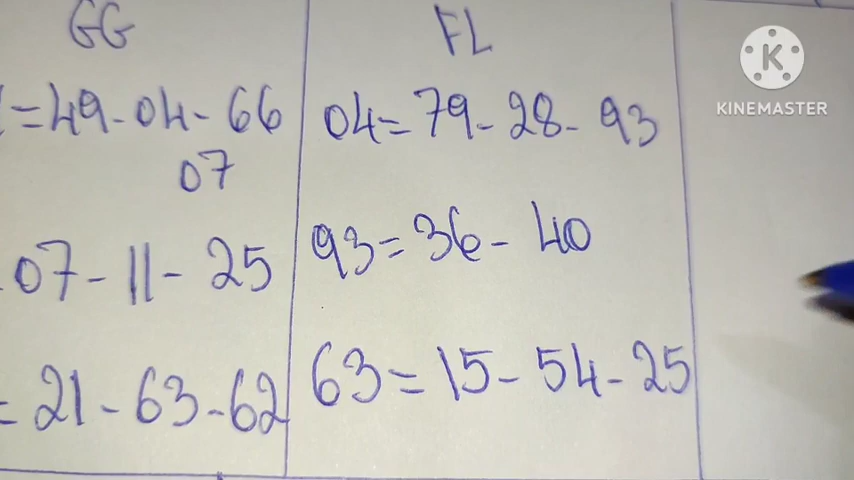 GG
=49-04-66
07
07-11-25
=21-63-62
FL
04=79-28-93
93=36-40
63=15-54-25
K
KINEMASTER